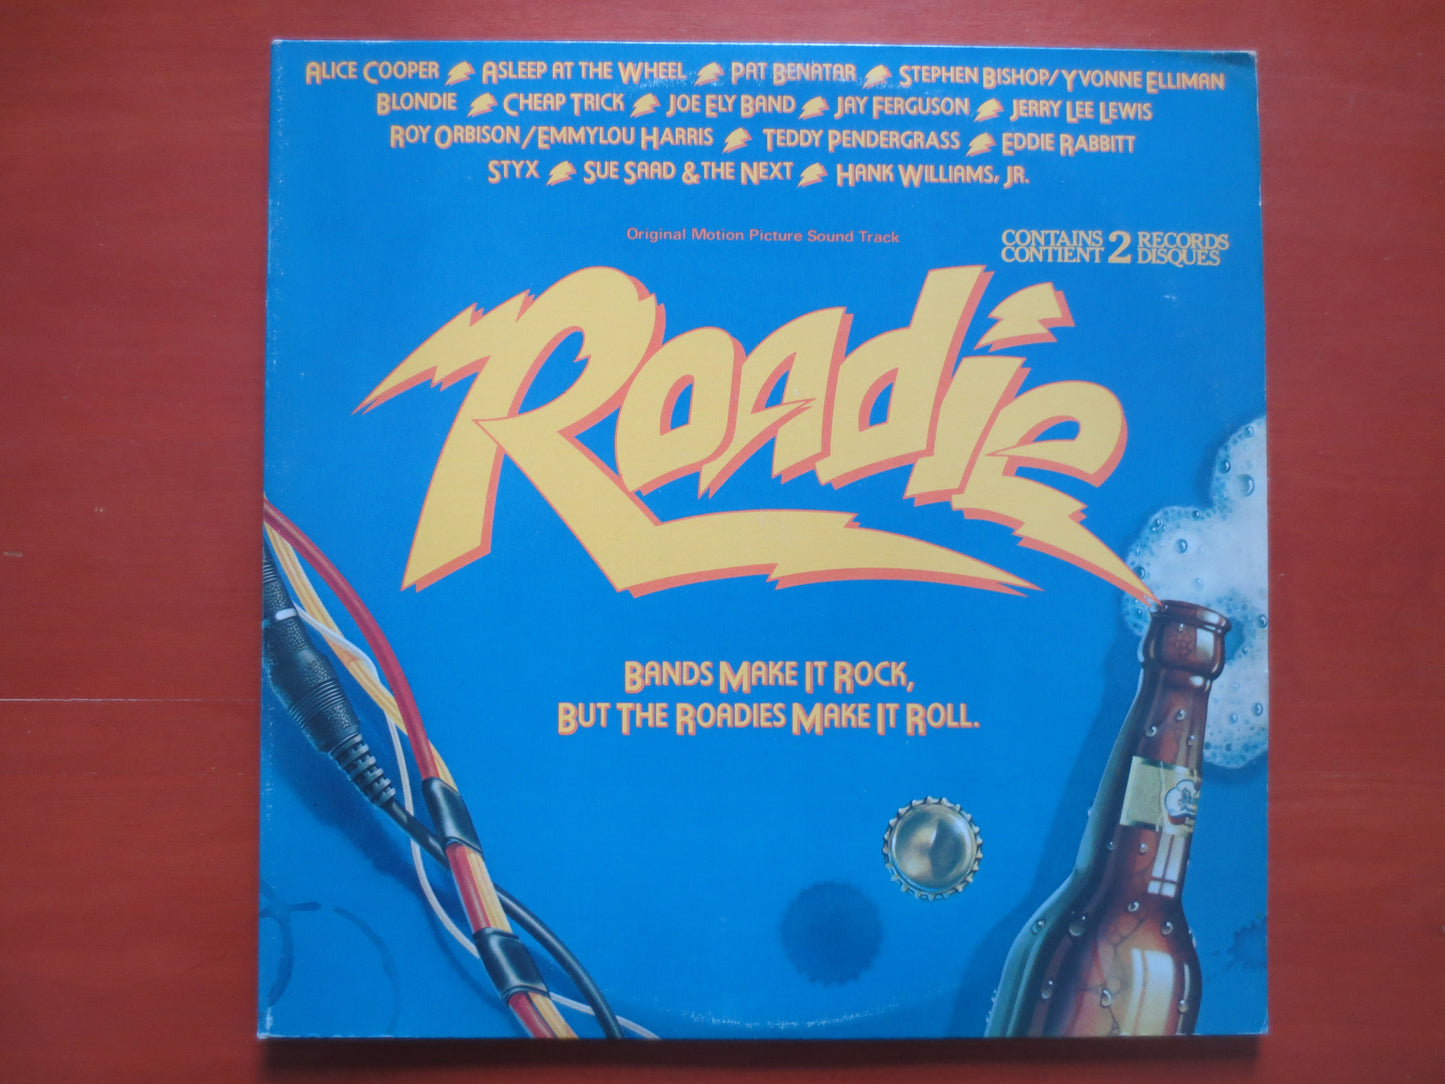 ALICE COOPER ASLEEP AT THE WHEEL PAT BENATAR STEPHEN BISHOP/YVONNE ELLIMAN
BLONDIE CHEAP TRICK JOE ELY BAND JAY FERGUSON JERRY LEE LEWIS
ROY ORBISON/EMMYLOU HARRIS TEDDY PENDERGRASS EDDIE RABBITT
STYX SUE SAAD & THE NEXT HANK WILLIAMS, JR.
Original Motion Picture Sound Track
CONTAINS 2 RECORDS
CONTIENT DISQUES
Roadie
BANDS MAKE IT ROCK,
BUT THE ROADIES MAKE IT ROLL.